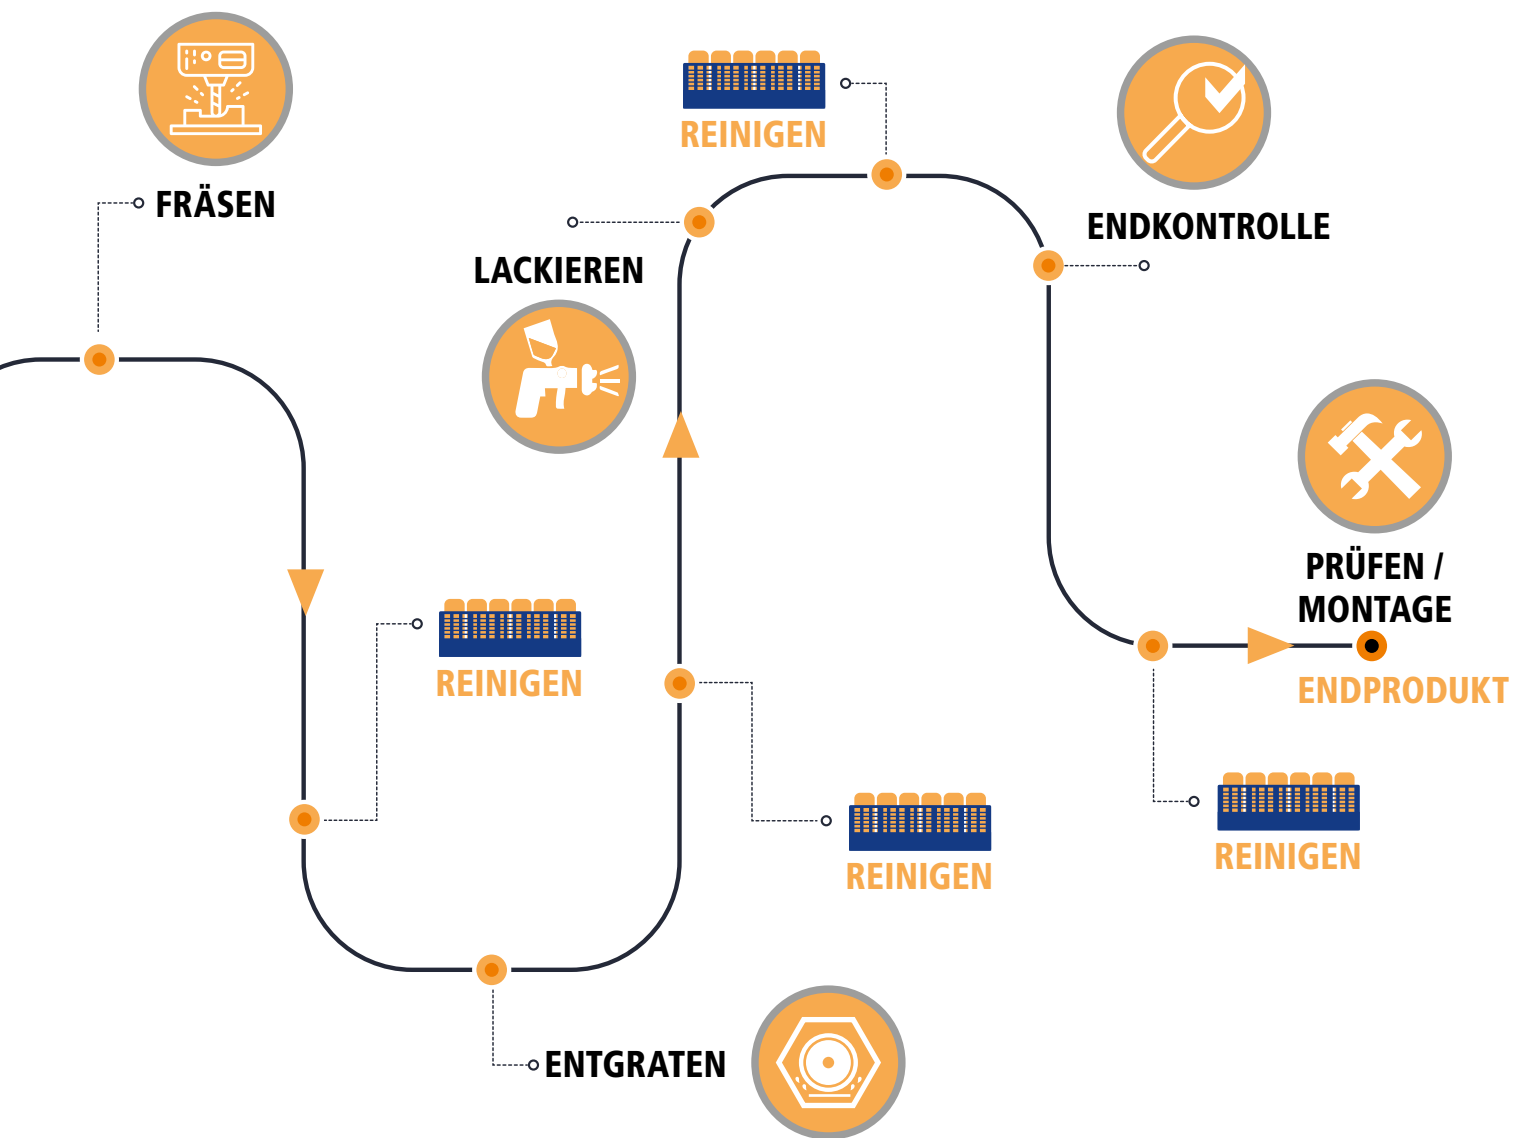 FRÄSEN
REINIGEN
ENTGRATEN
REINIGEN
LACKIEREN
REINIGEN
ENDKONTROLLE
REINIGEN
PRÜFEN /
MONTAGE
ENDPRODUKT